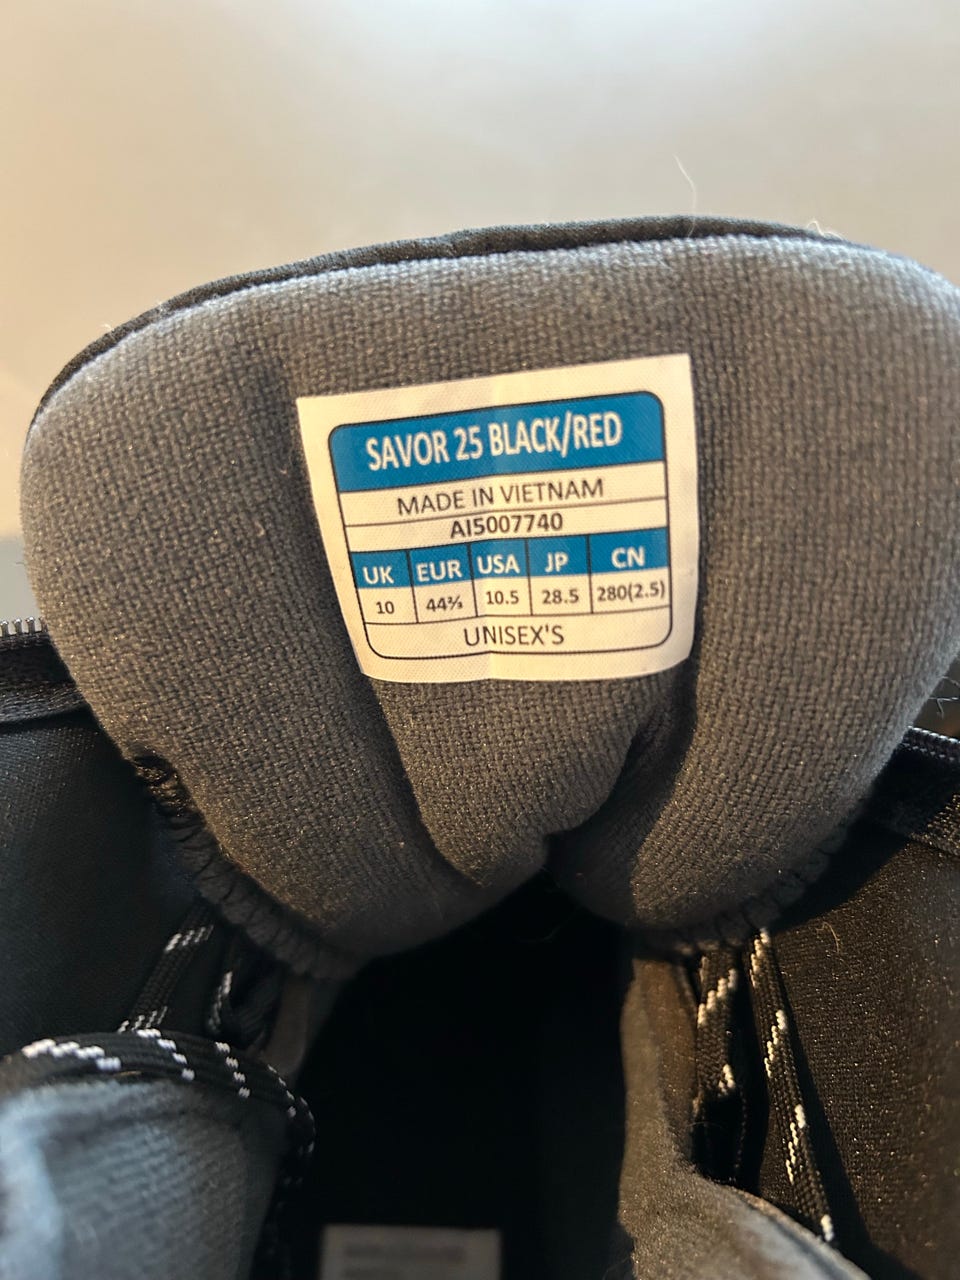 SAVOR 25 BLACK/RED
MADE IN VIETNAM
AI5007740
UK EUR USA JP CN
10 44⅔ 10.5 28.5 280(2.5)
UNISEX'S